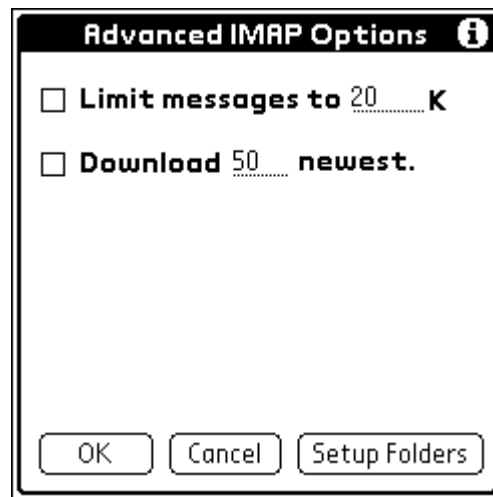 Advanced IMAP Options i
Limit messages to 20 K
Download 50 newest.
OK Cancel Setup Folders